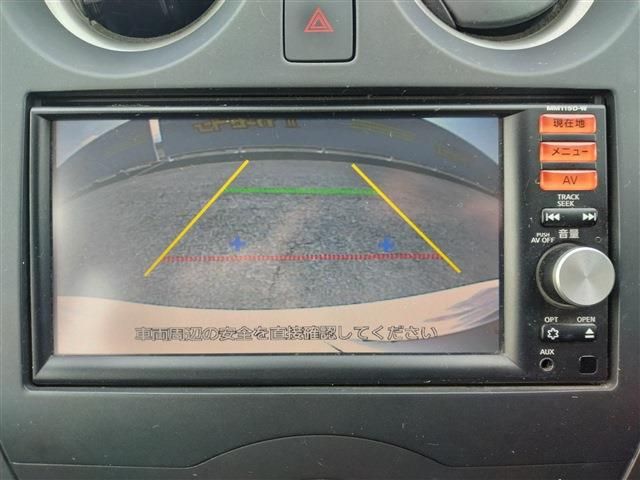 MM115D-W
現在地
メニュー
AV
TRACK
SEEK
PUSH
AV OFF
音量
OPT
OPEN
AUX
車両周辺の安全を直接確認してください